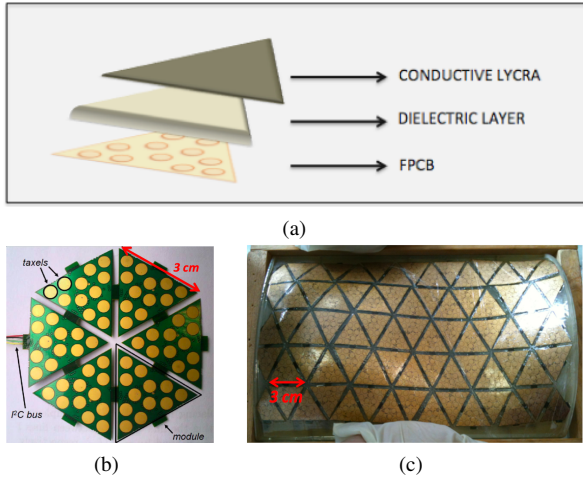 CONDUCTIVE LYCRA
DIELECTRIC LAYER
FPCB
(a)
taxels
3 cm
I²C bus
module
3 cm
(b)
(c)